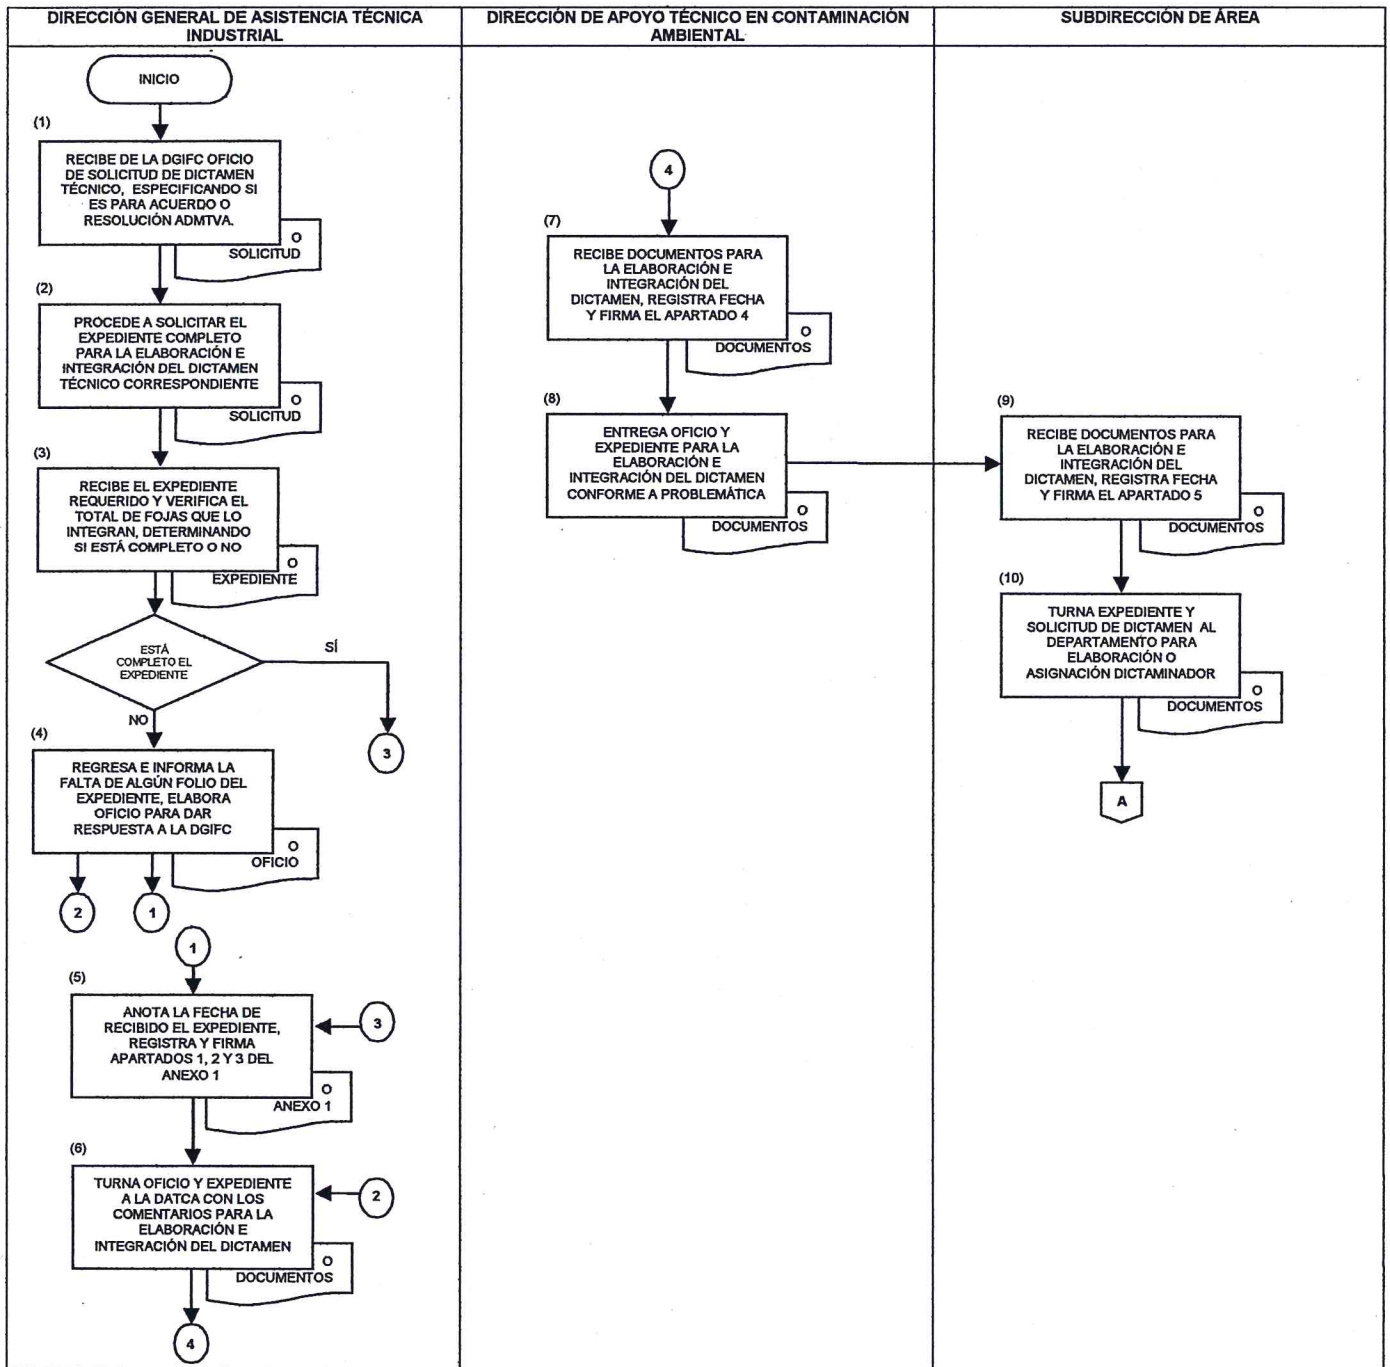 DIRECCIÓN GENERAL DE ASISTENCIA TÉCNICA
INDUSTRIAL
DIRECCIÓN DE APOYO TÉCNICO EN CONTAMINACIÓN
AMBIENTAL
SUBDIRECCIÓN DE ÁREA
INICIO
(1)
RECIBE DE LA DGIFC OFICIO
DE SOLICITUD DE DICTAMEN
TÉCNICO, ESPECIFICANDO SI
ES PARA ACUERDO O
RESOLUCIÓN ADMTVA.
O
SOLICITUD
(2)
PROCEDE A SOLICITAR EL
EXPEDIENTE COMPLETO
PARA LA ELABORACIÓN E
INTEGRACIÓN DEL DICTAMEN
TÉCNICO CORRESPONDIENTE
O
SOLICITUD
(3)
RECIBE EL EXPEDIENTE
REQUERIDO Y VERIFICA EL
TOTAL DE FOJAS QUE LO
INTEGRAN, DETERMINANDO
SI ESTÁ COMPLETO O NO
O
EXPEDIENTE
ESTÁ
COMPLETO EL
EXPEDIENTE
SÍ
3
NO
(4)
REGRESA E INFORMA LA
FALTA DE ALGÚN FOLIO DEL
EXPEDIENTE, ELABORA
OFICIO PARA DAR
RESPUESTA A LA DGIFC
O
OFICIO
2
1
1
(5)
ANOTA LA FECHA DE
RECIBIDO EL EXPEDIENTE,
REGISTRA Y FIRMA
APARTADOS 1, 2 Y 3 DEL
ANEXO 1
3
O
ANEXO 1
(6)
TURNA OFICIO Y EXPEDIENTE
A LA DATCA CON LOS
COMENTARIOS PARA LA
ELABORACIÓN E
INTEGRACIÓN DEL DICTAMEN
2
O
DOCUMENTOS
4
4
(7)
RECIBE DOCUMENTOS PARA
LA ELABORACIÓN E
INTEGRACIÓN DEL
DICTAMEN, REGISTRA FECHA
Y FIRMA EL APARTADO 4
O
DOCUMENTOS
(8)
ENTREGA OFICIO Y
EXPEDIENTE PARA LA
ELABORACIÓN E
INTEGRACIÓN DEL DICTAMEN
CONFORME A PROBLEMÁTICA
O
DOCUMENTOS
(9)
RECIBE DOCUMENTOS PARA
LA ELABORACIÓN E
INTEGRACIÓN DEL
DICTAMEN, REGISTRA FECHA
Y FIRMA EL APARTADO 5
O
DOCUMENTOS
(10)
TURNA EXPEDIENTE Y
SOLICITUD DE DICTAMEN AL
DEPARTAMENTO PARA
ELABORACIÓN O
ASIGNACIÓN DICTAMINADOR
O
DOCUMENTOS
A